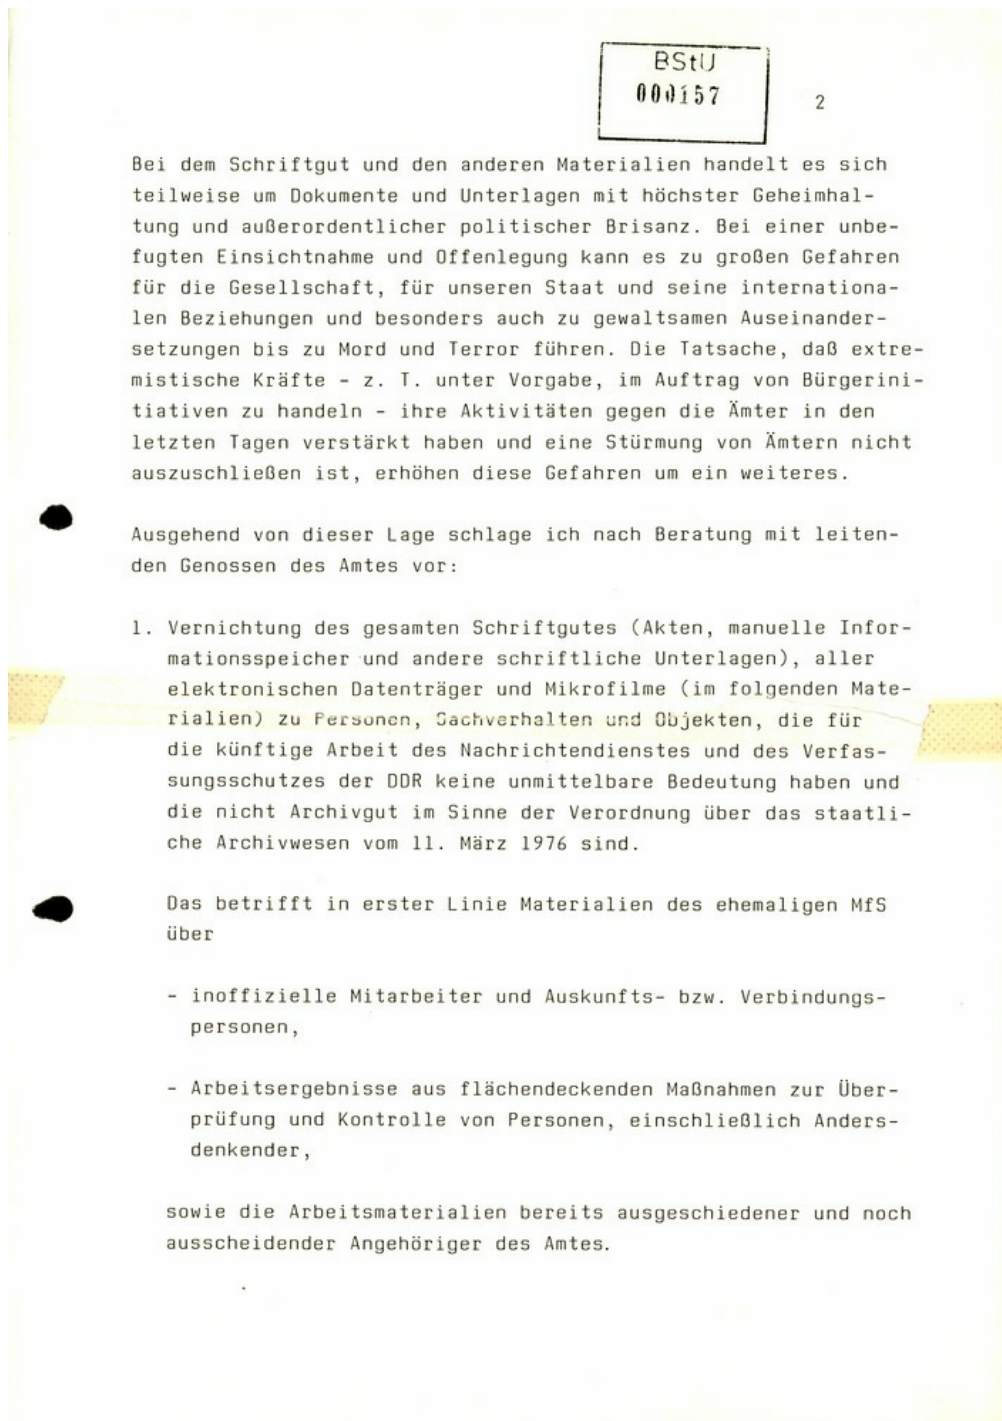 BStU
000157
2
Bei dem Schriftgut und den anderen Materialien handelt es sich
teilweise um Dokumente und Unterlagen mit höchster Geheimhal-
tung und außerordentlicher politischer Brisanz. Bei einer unbe-
fugten Einsichtnahme und Offenlegung kann es zu großen Gefahren
für die Gesellschaft, für unseren Staat und seine internationa-
len Beziehungen und besonders auch zu gewaltsamen Auseinander-
setzungen bis zu Mord und Terror führen. Die Tatsache, daß extre-
mistische Kräfte - z. T. unter Vorgabe, im Auftrag von Bürgerini-
tiativen zu handeln - ihre Aktivitäten gegen die Ämter in den
letzten Tagen verstärkt haben und eine Stürmung von Ämtern nicht
auszuschließen ist, erhöhen diese Gefahren um ein weiteres.
Ausgehend von dieser Lage schlage ich nach Beratung mit leiten-
den Genossen des Amtes vor:
1. Vernichtung des gesamten Schriftgutes (Akten, manuelle Infor-
mationsspeicher und andere schriftliche Unterlagen), aller
elektronischen Datenträger und Mikrofilme (im folgenden Mate-
rialien) zu Personen, Sachverhalten und Objekten, die für
die künftige Arbeit des Nachrichtendienstes und des Verfas-
sungsschutzes der DDR keine unmittelbare Bedeutung haben und
die nicht Archivgut im Sinne der Verordnung über das staatli-
che Archivwesen vom 11. März 1976 sind.
Das betrifft in erster Linie Materialien des ehemaligen MfS
über
- inoffizielle Mitarbeiter und Auskunfts- bzw. Verbindungs-
personen,
- Arbeitsergebnisse aus flächendeckenden Maßnahmen zur Über-
prüfung und Kontrolle von Personen, einschließlich Anders-
denkender,
sowie die Arbeitsmaterialien bereits ausgeschiedener und noch
ausscheidender Angehöriger des Amtes.